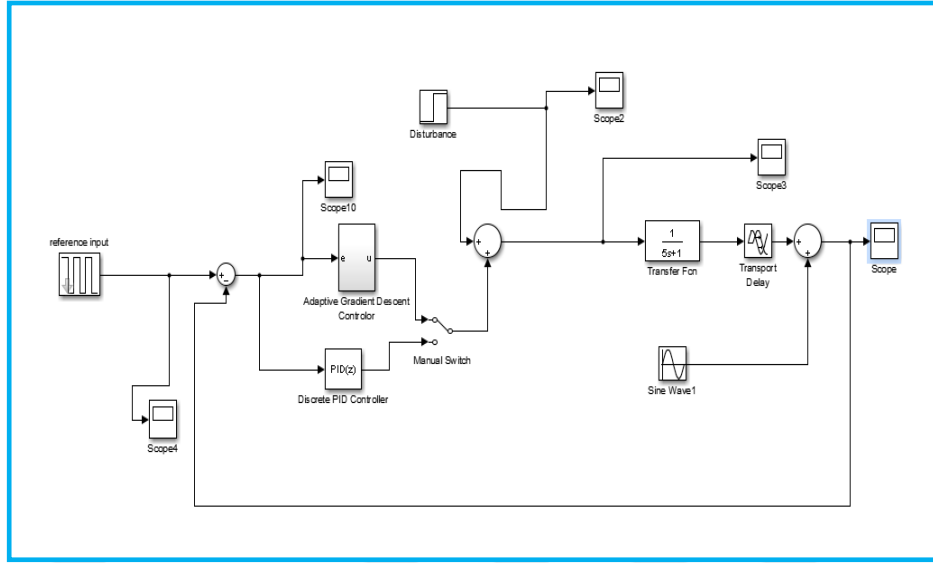 Disturbance
Scope2
Scope3
Scope10
reference input
+
-
e
u
Adaptive Gradient Descent
Controlor
+
+
1
5s+1
Transfer Fcn
Transport
Delay
+
+
Scope
Manual Switch
PID(z)
Discrete PID Controller
Sine Wave1
Scope4